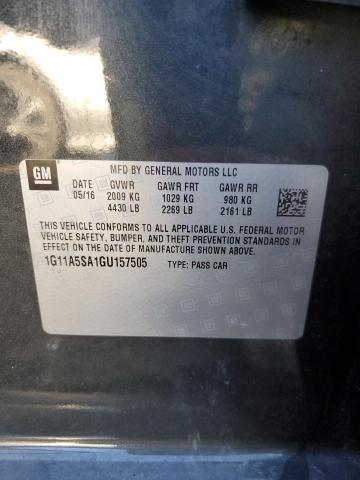 GM
MFD BY GENERAL MOTORS LLC
DATE GVWR GAWR FRT GAWR RR
05/16 2009 KG 1029 KG 980 KG
4430 LB 2269 LB 2161 LB
THIS VEHICLE CONFORMS TO ALL APPLICABLE U.S. FEDERAL MOTOR
VEHICLE SAFETY, BUMPER, AND THEFT PREVENTION STANDARDS IN
EFFECT ON THE DATE OF MANUFACTURE SHOWN ABOVE.
1G11A5SA1GU157505 TYPE: PASS CAR